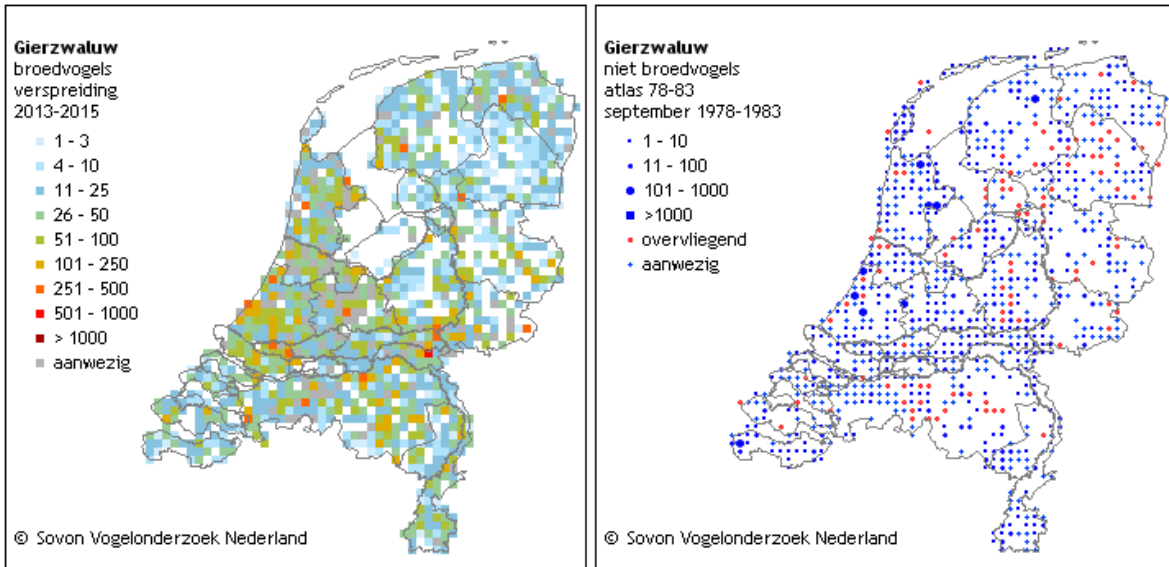 Gierzwaluw
broedvogels
verspreiding
2013-2015
1 - 3
4 - 10
11 - 25
26 - 50
51 - 100
101 - 250
251 - 500
501 - 1000
> 1000
aanwezig
© Sovon Vogelonderzoek Nederland
Gierzwaluw
niet broedvogels
atlas 78-83
september 1978-1983
1 - 10
11 - 100
101 - 1000
>1000
overvliegend
aanwezig
© Sovon Vogelonderzoek Nederland